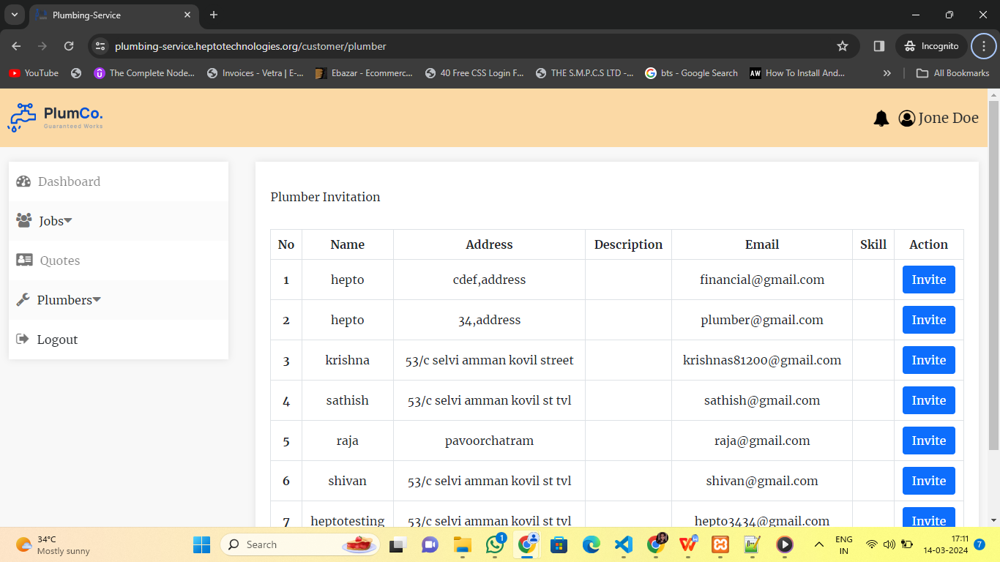 Plumbing-Service
plumbing-service.heptotechnologies.org/customer/plumber
Incognito
YouTube
The Complete Node...
Invoices - Vetra | E-...
Ebazar - Ecommerc...
40 Free CSS Login F...
THE S.M.P.C.S LTD -...
bts - Google Search
AW How To Install And...
All Bookmarks
PlumCo.
Guaranteed Works
Jone Doe
Dashboard
Jobs
Quotes
Plumbers
Logout
Plumber Invitation
No Name Address Description Email Skill Action
1 hepto cdef,address financial@gmail.com Invite
2 hepto 34,address plumber@gmail.com Invite
3 krishna 53/c selvi amman kovil street krishnas81200@gmail.com Invite
4 sathish 53/c selvi amman kovil st tvl sathish@gmail.com Invite
5 raja pavoorchatram raja@gmail.com Invite
6 shivan 53/c selvi amman kovil st tvl shivan@gmail.com Invite
7 heptotesting 53/c selvi amman kovil st tvl hepto3434@gmail.com Invite
34°C
Mostly sunny
Search
1
ENG
IN
17:11
14-03-2024
7